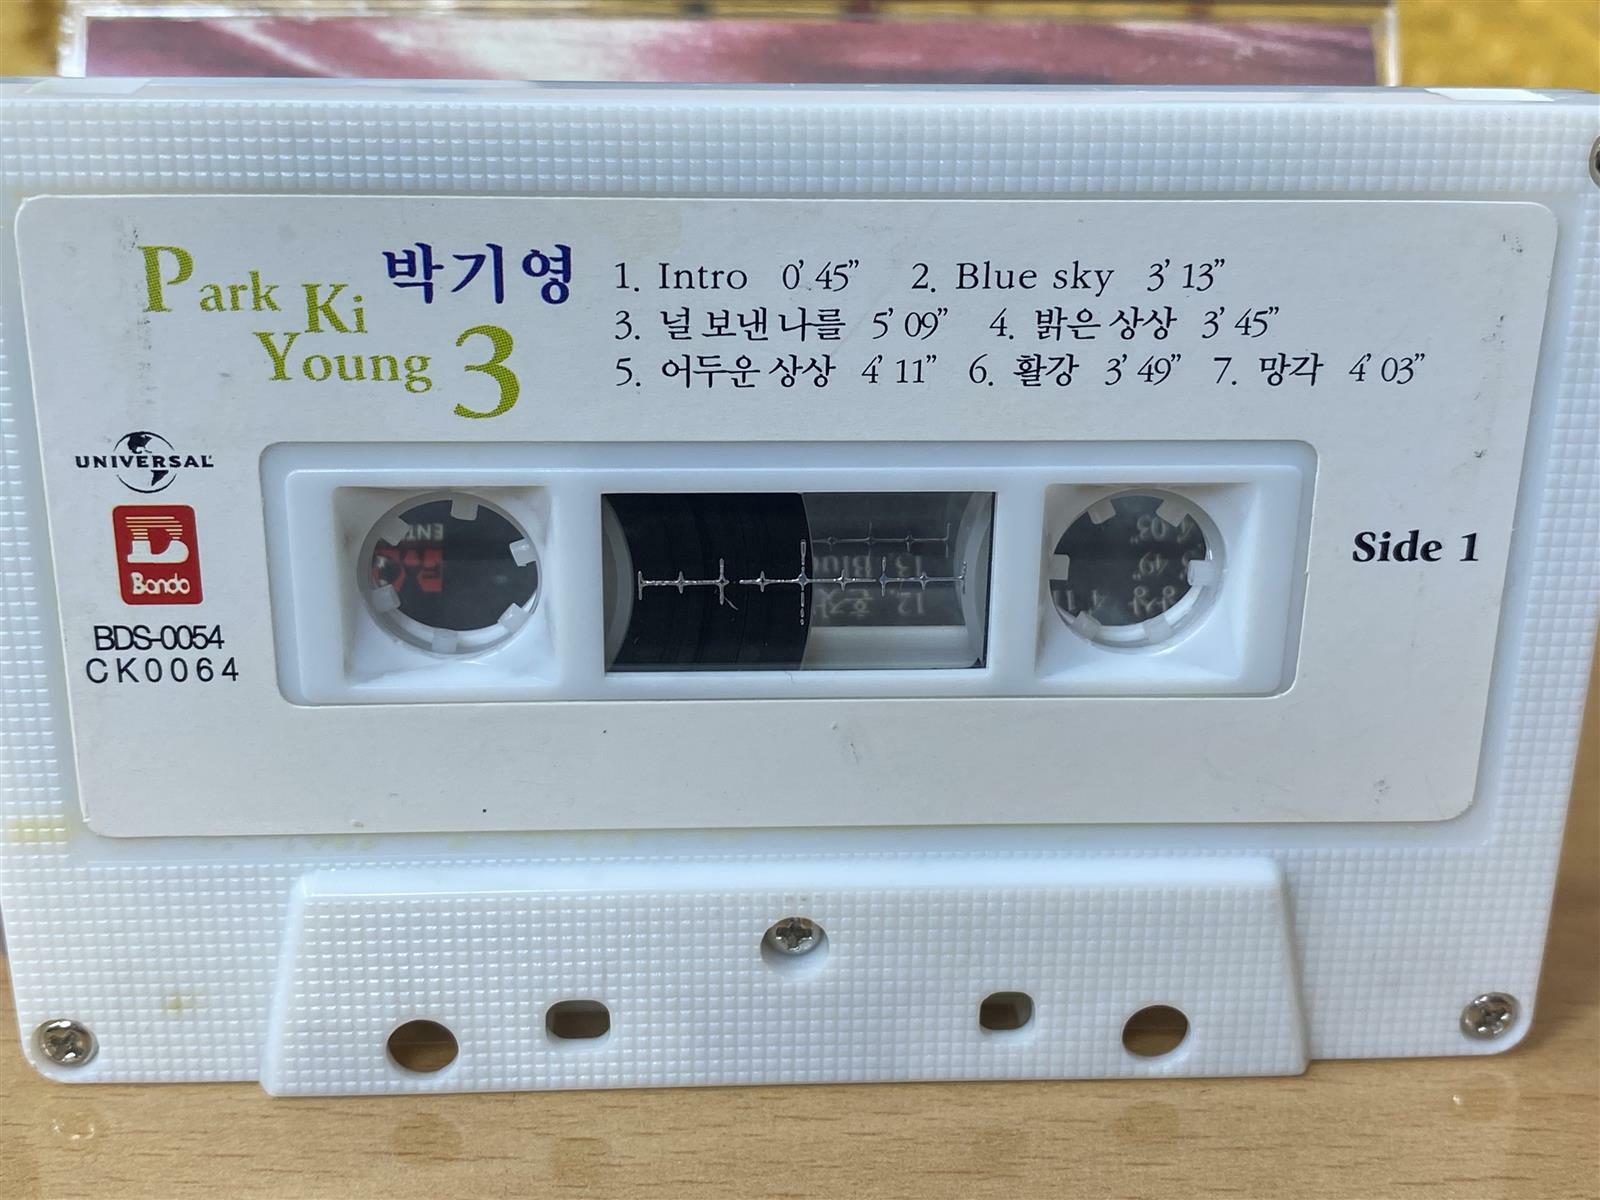 Park Ki Young 3
박기영
1. Intro 0' 45" 2. Blue sky 3' 13"
3. 널 보낸 나를 5' 09" 4. 밝은 상상 3' 45"
5. 어두운 상상 4' 11" 6. 활강 3' 49" 7. 망각 4' 03"
UNIVERSAL
Bando
BDS-0054
CK0064
Side 1